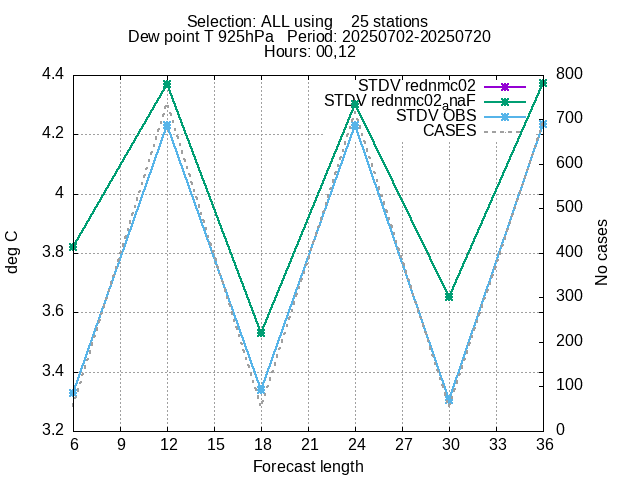 Selection: ALL using    25 stations
Dew point T 925hPa   Period: 20250702-20250720
Hours: 00,12
STDV rednmc02
STDV rednmc02anaF
STDV OBS
CASES
deg C
4.4
4.2
4
3.8
3.6
3.4
3.2
800
700
600
500
400
300
200
100
0
No cases
6 9 12 15 18 21 24 27 30 33 36
Forecast length